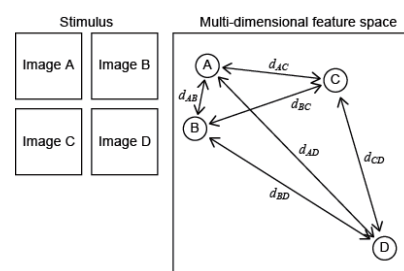 Stimulus
Multi-dimensional feature space
Image A
Image B
Image C
Image D
A
B
C
D
d_AB
d_AC
d_BC
d_AD
d_CD
d_BD